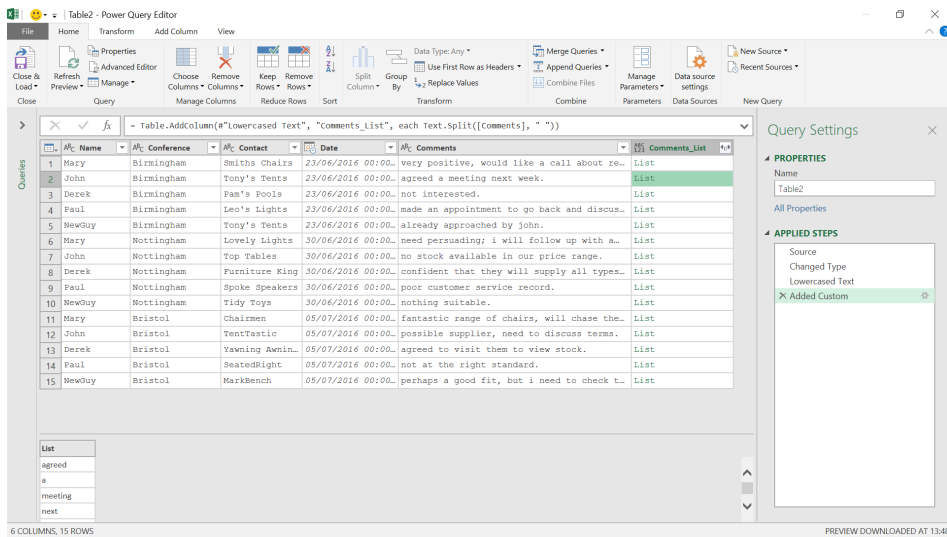 Table2 - Power Query Editor
File Home Transform Add Column View
Close & Load
Close
Refresh Preview
Properties
Advanced Editor
Manage
Query
Choose Columns
Remove Columns
Manage Columns
Keep Rows
Remove Rows
Reduce Rows
Sort
Split Column
Group By
Data Type: Any
Use First Row as Headers
Replace Values
Transform
Merge Queries
Append Queries
Combine Files
Combine
Manage Parameters
Parameters
Data source settings
Data Sources
New Source
Recent Sources
New Query
= Table.AddColumn(#"Lowercased Text", "Comments_List", each Text.Split([Comments], " "))
Queries
Name Conference Contact Date Comments Comments_List
1 Mary Birmingham Smiths Chairs 23/06/2016 00:00… very positive, would like a call about re… List
2 John Birmingham Tony's Tents 23/06/2016 00:00… agreed a meeting next week. List
3 Derek Birmingham Pam's Pools 23/06/2016 00:00… not interested. List
4 Paul Birmingham Leo's Lights 23/06/2016 00:00… made an appointment to go back and discus… List
5 NewGuy Birmingham Tony's Tents 23/06/2016 00:00… already approached by john. List
6 Mary Nottingham Lovely Lights 30/06/2016 00:00… need persuading; i will follow up with a… List
7 John Nottingham Top Tables 30/06/2016 00:00… no stock available in our price range. List
8 Derek Nottingham Furniture King 30/06/2016 00:00… confident that they will supply all types… List
9 Paul Nottingham Spoke Speakers 30/06/2016 00:00… poor customer service record. List
10 NewGuy Nottingham Tidy Toys 30/06/2016 00:00… nothing suitable. List
11 Mary Bristol Chairmen 05/07/2016 00:00… fantastic range of chairs, will chase the… List
12 John Bristol TentTastic 05/07/2016 00:00… possible supplier, need to discuss terms. List
13 Derek Bristol Yawning Awnin… 05/07/2016 00:00… agreed to visit them to view stock. List
14 Paul Bristol SeatedRight 05/07/2016 00:00… not at the right standard. List
15 NewGuy Bristol MarkBench 05/07/2016 00:00… perhaps a good fit, but i need to check t… List
List
agreed
a
meeting
next
Query Settings
PROPERTIES
Name
Table2
All Properties
APPLIED STEPS
Source
Changed Type
Lowercased Text
Added Custom
6 COLUMNS, 15 ROWS
PREVIEW DOWNLOADED AT 13:48